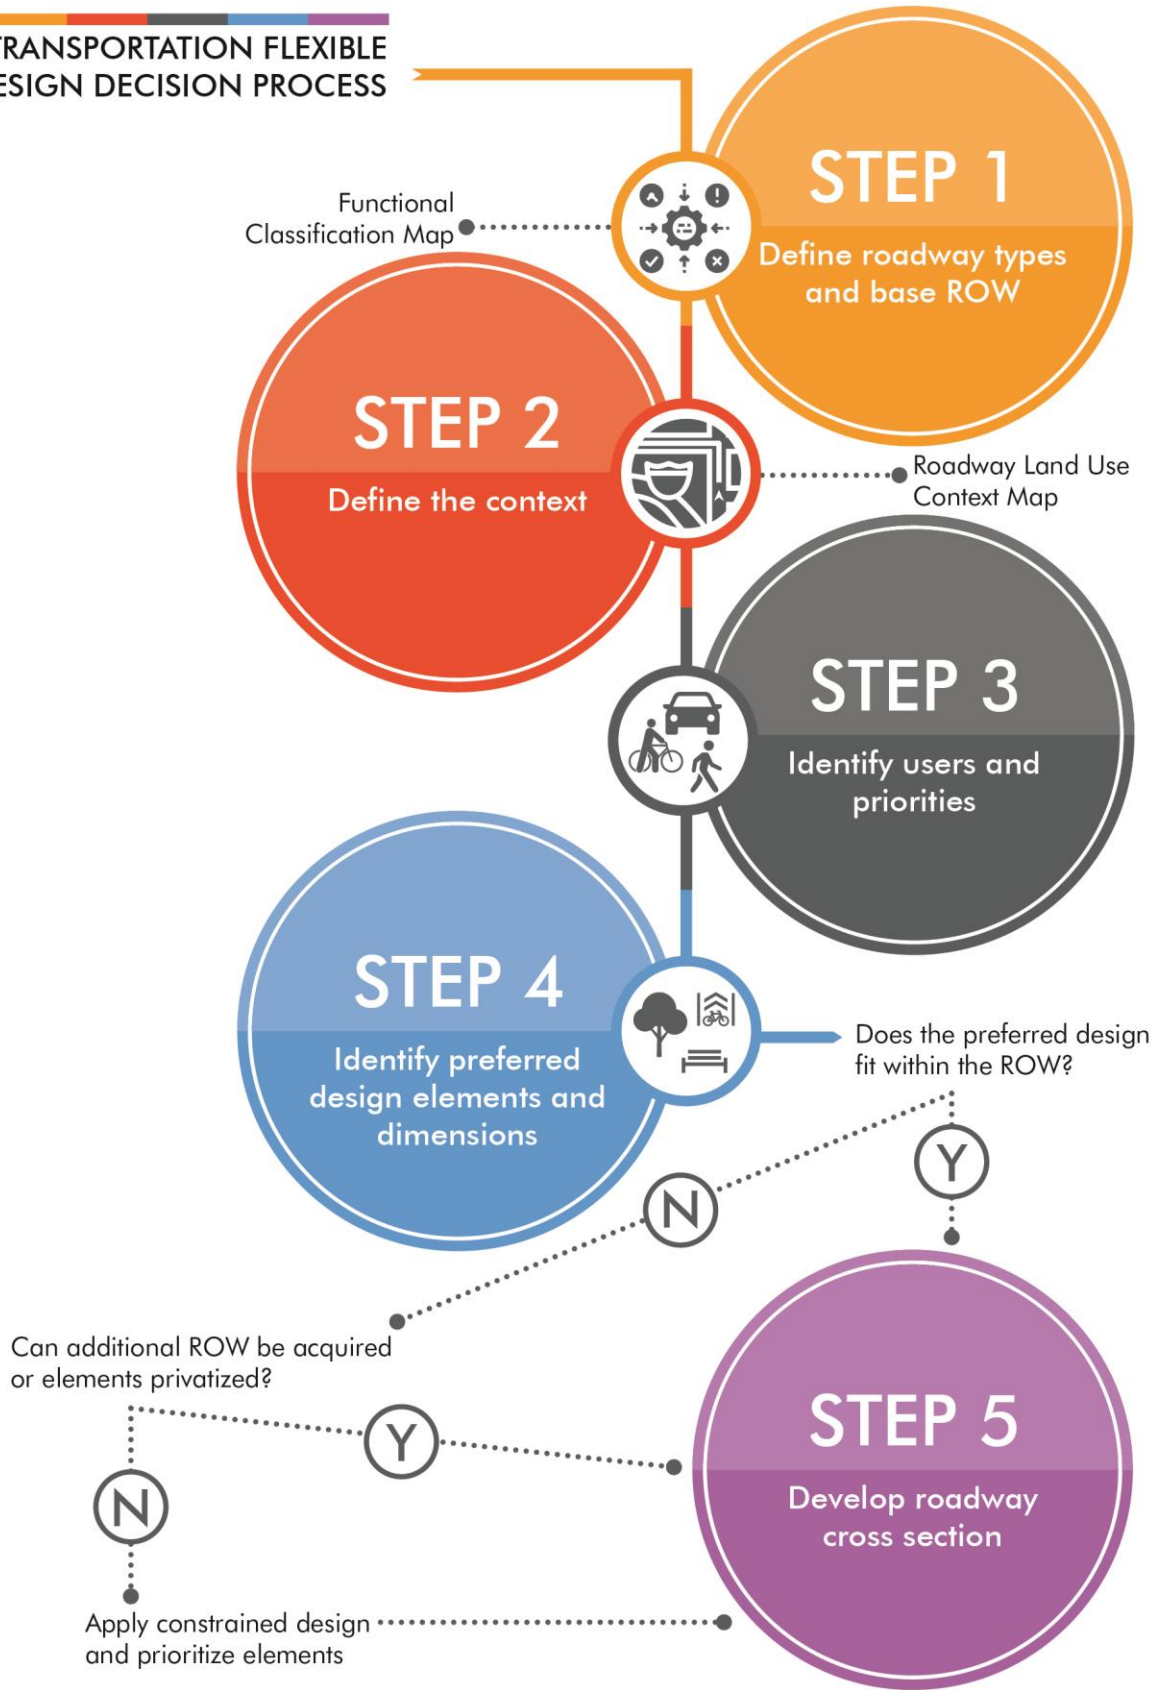 TRANSPORTATION FLEXIBLE
DESIGN DECISION PROCESS
STEP 1
Define roadway types
and base ROW
Functional
Classification Map
STEP 2
Define the context
Roadway Land Use
Context Map
STEP 3
Identify users and
priorities
STEP 4
Identify preferred
design elements and
dimensions
Does the preferred design
fit within the ROW?
Y
N
Can additional ROW be acquired
or elements privatized?
Y
N
STEP 5
Develop roadway
cross section
Apply constrained design
and prioritize elements